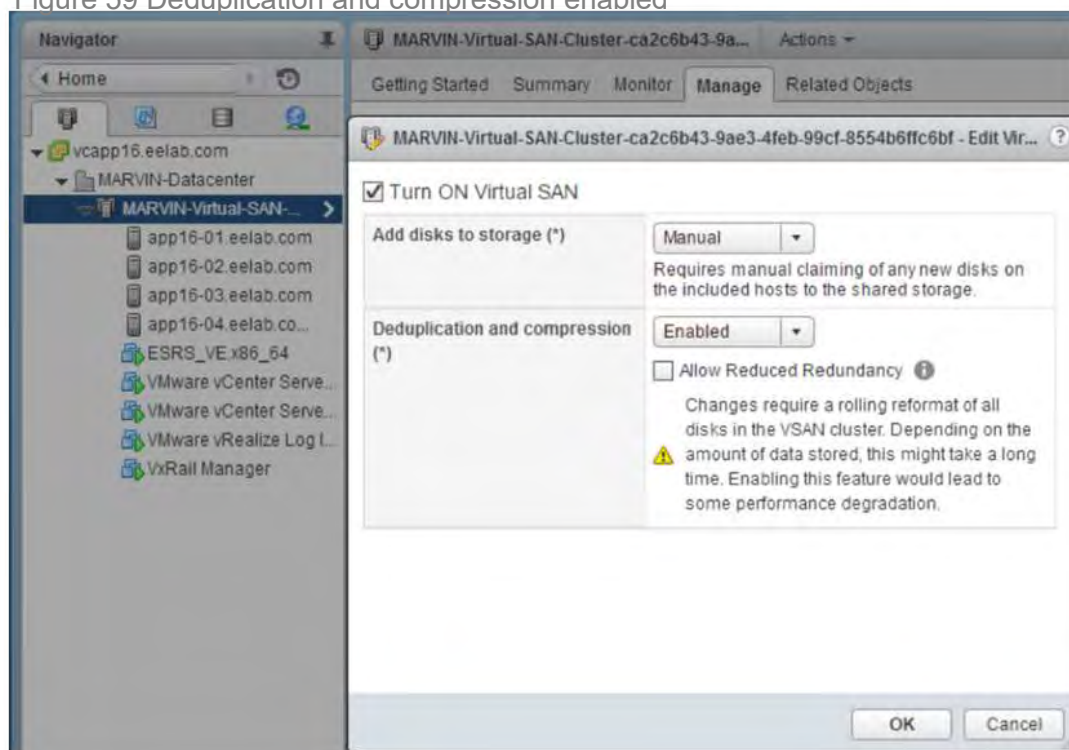 Figure 59 Deduplication and compression enabled
Navigator
MARVIN-Virtual-SAN-Cluster-ca2c6b43-9a... Actions
Home
Getting Started Summary Monitor Manage Related Objects
MARVIN-Virtual-SAN-Cluster-ca2c6b43-9ae3-4feb-99cf-8554b6ffc6bf - Edit Vir... ?
vcapp16.eelab.com
MARVIN-Datacenter
MARVIN-Virtual-SAN-...
app16-01.eelab.com
app16-02.eelab.com
app16-03.eelab.com
app16-04.eelab.co...
ESRS_VE.x86_64
VMware vCenter Serve...
VMware vCenter Serve...
VMware vRealize Log I...
VxRail Manager
Turn ON Virtual SAN
Add disks to storage (*)
Manual
Requires manual claiming of any new disks on
the included hosts to the shared storage.
Deduplication and compression
(*)
Enabled
Allow Reduced Redundancy
Changes require a rolling reformat of all
disks in the VSAN cluster. Depending on the
amount of data stored, this might take a long
time. Enabling this feature would lead to
some performance degradation.
OK Cancel